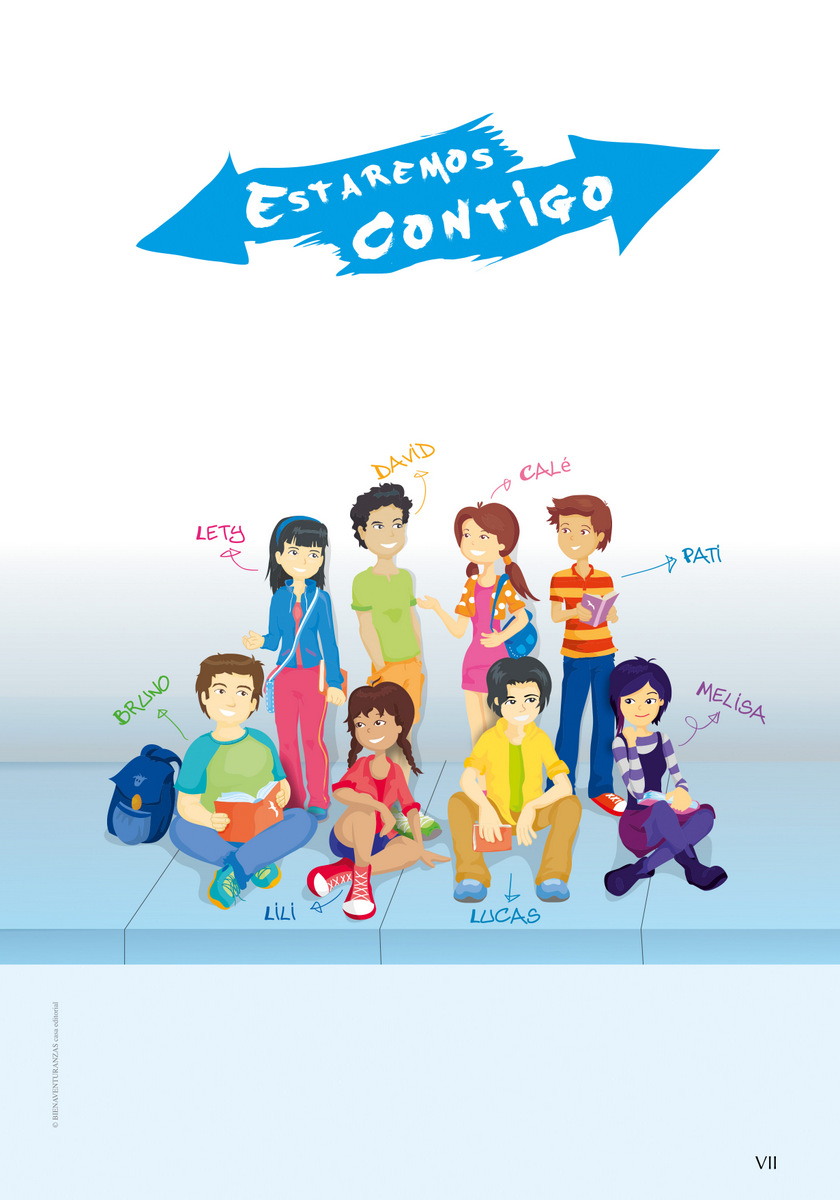 ESTAREMOS
CONTIGO
DAVID
CALÉ
LETY
PATI
BRUNO
MELISA
LILI
LUCAS
© BIENAVENTURANZAS casa editorial
VII